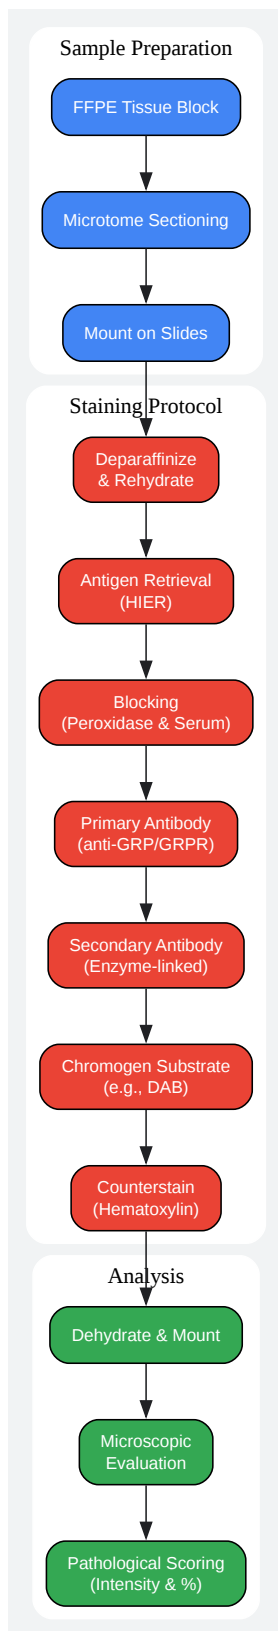 Sample Preparation
FFPE Tissue Block
Microtome Sectioning
Mount on Slides
Staining Protocol
Deparaffinize
& Rehydrate
Antigen Retrieval
(HIER)
Blocking
(Peroxidase & Serum)
Primary Antibody
(anti-GRP/GRPR)
Secondary Antibody
(Enzyme-linked)
Chromogen Substrate
(e.g., DAB)
Counterstain
(Hematoxylin)
Analysis
Dehydrate & Mount
Microscopic
Evaluation
Pathological Scoring
(Intensity & %)